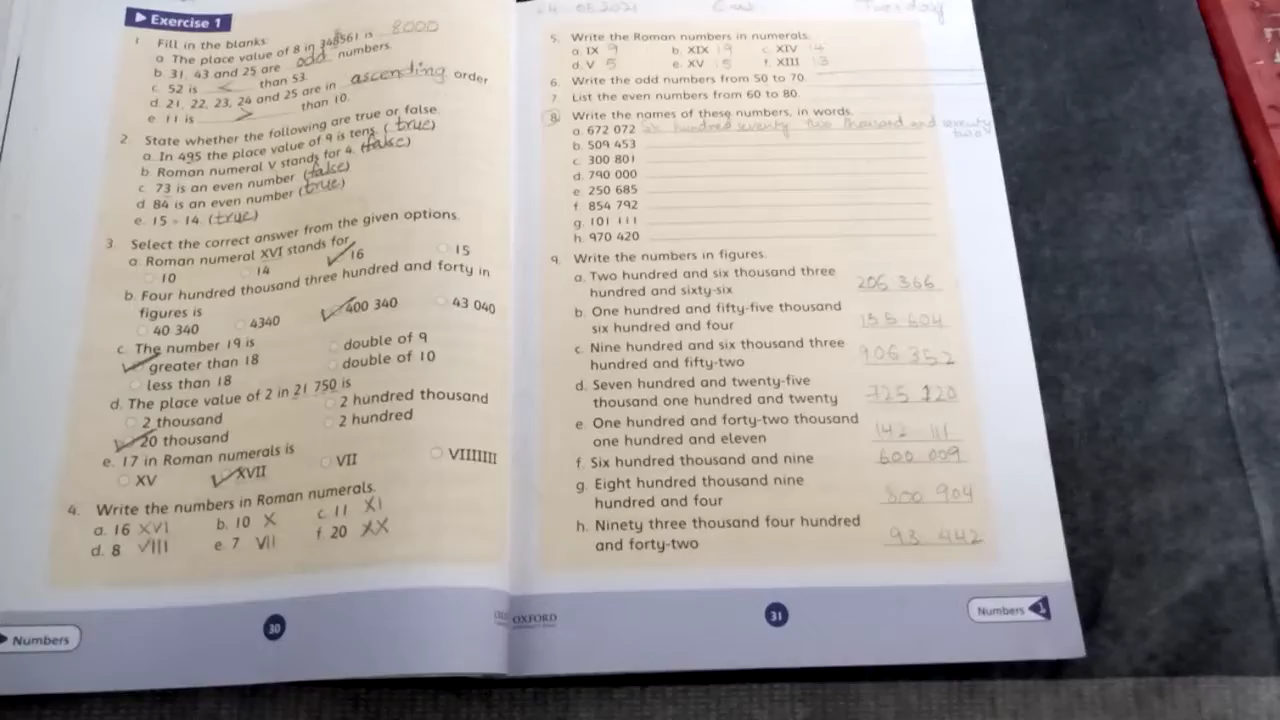 Exercise 1
1 Fill in the blanks.
a. The place value of 8 in 348561 is 8000
b. 31, 43 and 25 are odd numbers.
c. 52 is < than 53.
d. 21, 22, 23, 24 and 25 are in ascending order
e. 11 is > than 10.
2 State whether the following are true or false.
a. In 495 the place value of 9 is tens. (true)
b. Roman numeral V stands for 4. (false)
c. 73 is an even number (false)
d 84 is an even number (true)
e. 15 > 14. (true)
3. Select the correct answer from the given options.
a. Roman numeral XVI stands for
10 14 16 15
b. Four hundred thousand three hundred and forty in
figures is
40 340 4340 400 340 43 040
c. The number 19 is
greater than 18 double of 9
less than 18 double of 10
d. The place value of 2 in 21 750 is
2 thousand 2 hundred thousand
20 thousand 2 hundred
e. 17 in Roman numerals is
XV XVII VII VIIIIIII
4. Write the numbers in Roman numerals.
a. 16 XVI b. 10 X c. 11 XI
d. 8 VIII e. 7 VII f. 20 XX
Numbers
30
.05.2021 C.W Tuesday
5. Write the Roman numbers in numerals.
a. IX 9 b. XIX 19 c. XIV 14
d. V 5 e. XV 15 f. XIII 13
6. Write the odd numbers from 50 to 70.
7. List the even numbers from 60 to 80.
8. Write the names of these numbers, in words.
a. 672 072 six hundred seventy two thousand and seventy
two
b. 509 453
c. 300 801
d. 790 000
e. 250 685
f. 854 792
g. 101 111
h. 970 420
9. Write the numbers in figures.
a. Two hundred and six thousand three
hundred and sixty-six 206 366
b. One hundred and fifty-five thousand
six hundred and four 155 604
c. Nine hundred and six thousand three
hundred and fifty-two 906 352
d. Seven hundred and twenty-five
thousand one hundred and twenty 725 120
e. One hundred and forty-two thousand
one hundred and eleven 142 111
f. Six hundred thousand and nine 600 009
g. Eight hundred thousand nine
hundred and four 800 904
h. Ninety three thousand four hundred
and forty-two 93 442
OXFORD
31
Numbers 1